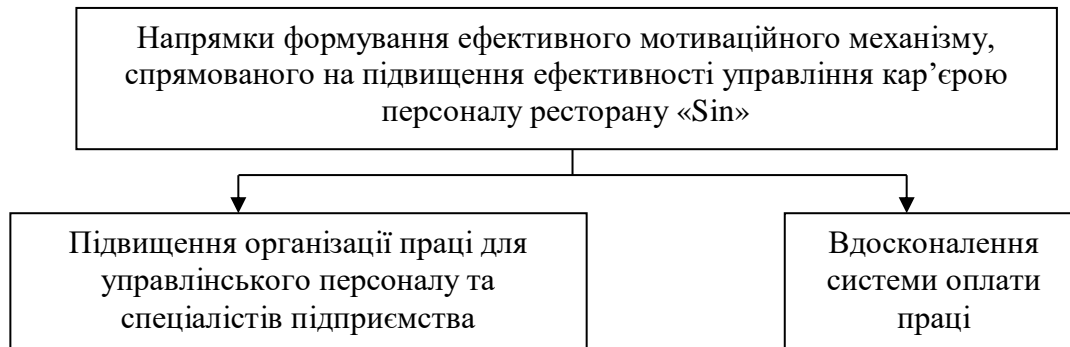 Напрямки формування ефективного мотиваційного механізму,
спрямованого на підвищення ефективності управління кар’єрою
персоналу ресторану «Sin»
Підвищення організації праці для
управлінського персоналу та
спеціалістів підприємства
Вдосконалення
системи оплати
праці